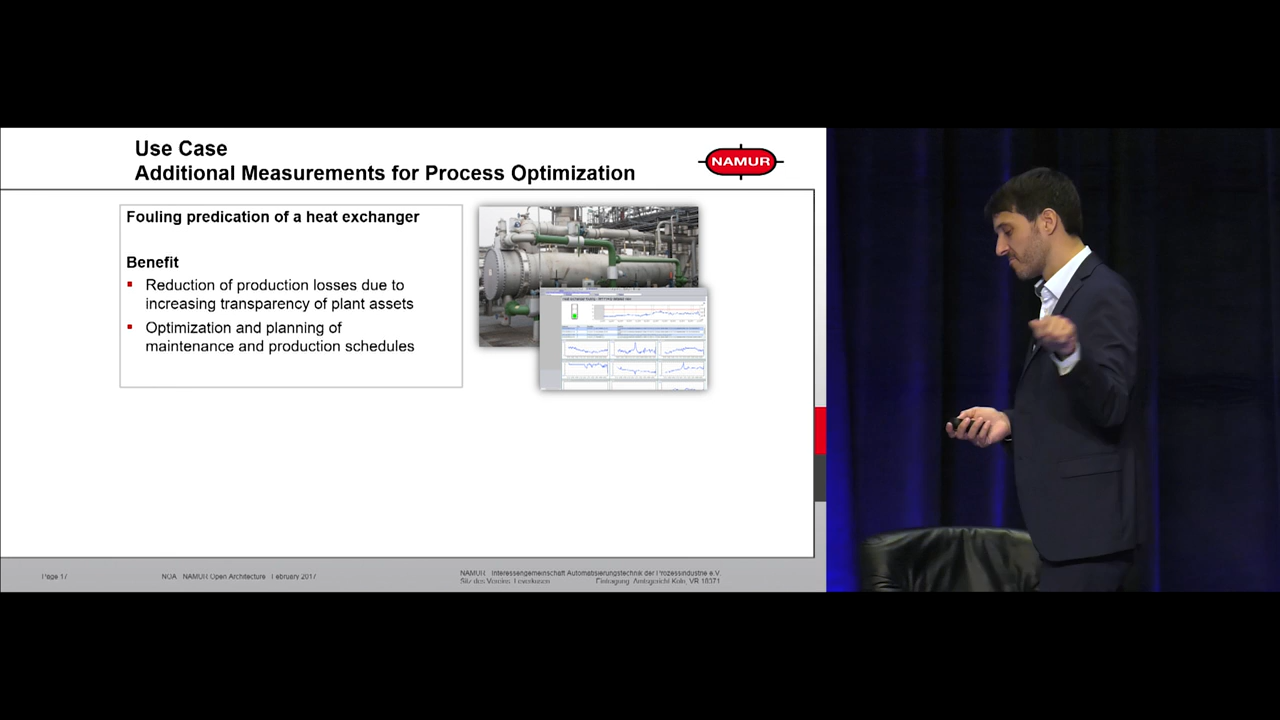 Use Case
Additional Measurements for Process Optimization
NAMUR
Fouling predication of a heat exchanger
Benefit
Reduction of production losses due to
increasing transparency of plant assets
Optimization and planning of
maintenance and production schedules
Page 17
NOA NAMUR Open Architecture February 2017
NAMUR Interessengemeinschaft Automatisierungstechnik der Prozessindustrie e.V.
Sitz des Vereins: Leverkusen
Eintragung: Amtsgericht Köln, VR 18371